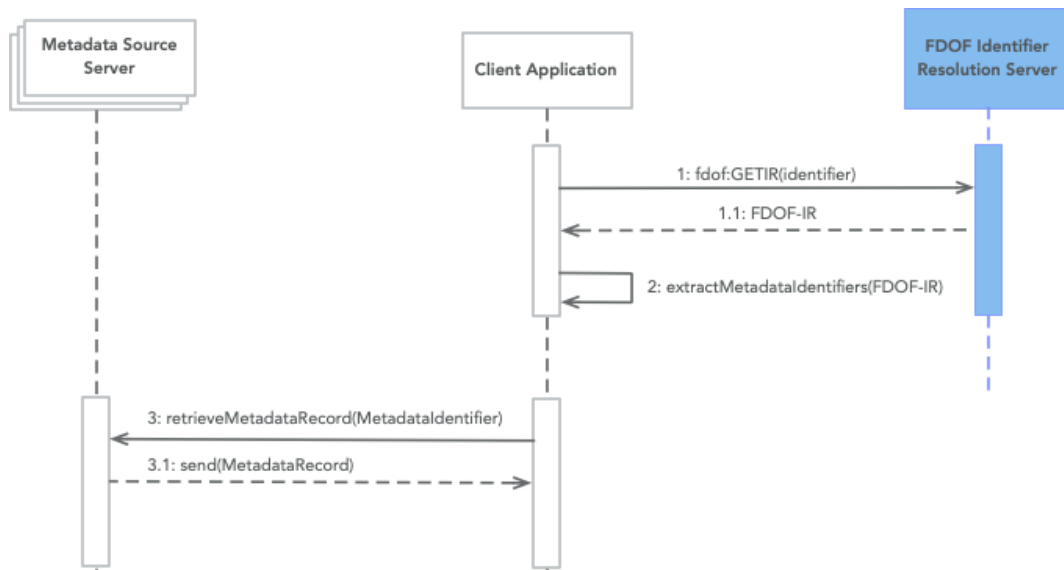 Metadata Source
Server
Client Application
FDOF Identifier
Resolution Server
1: fdof:GETIR(identifier)
1.1: FDOF-IR
2: extractMetadataIdentifiers(FDOF-IR)
3: retrieveMetadataRecord(MetadataIdentifier)
3.1: send(MetadataRecord)